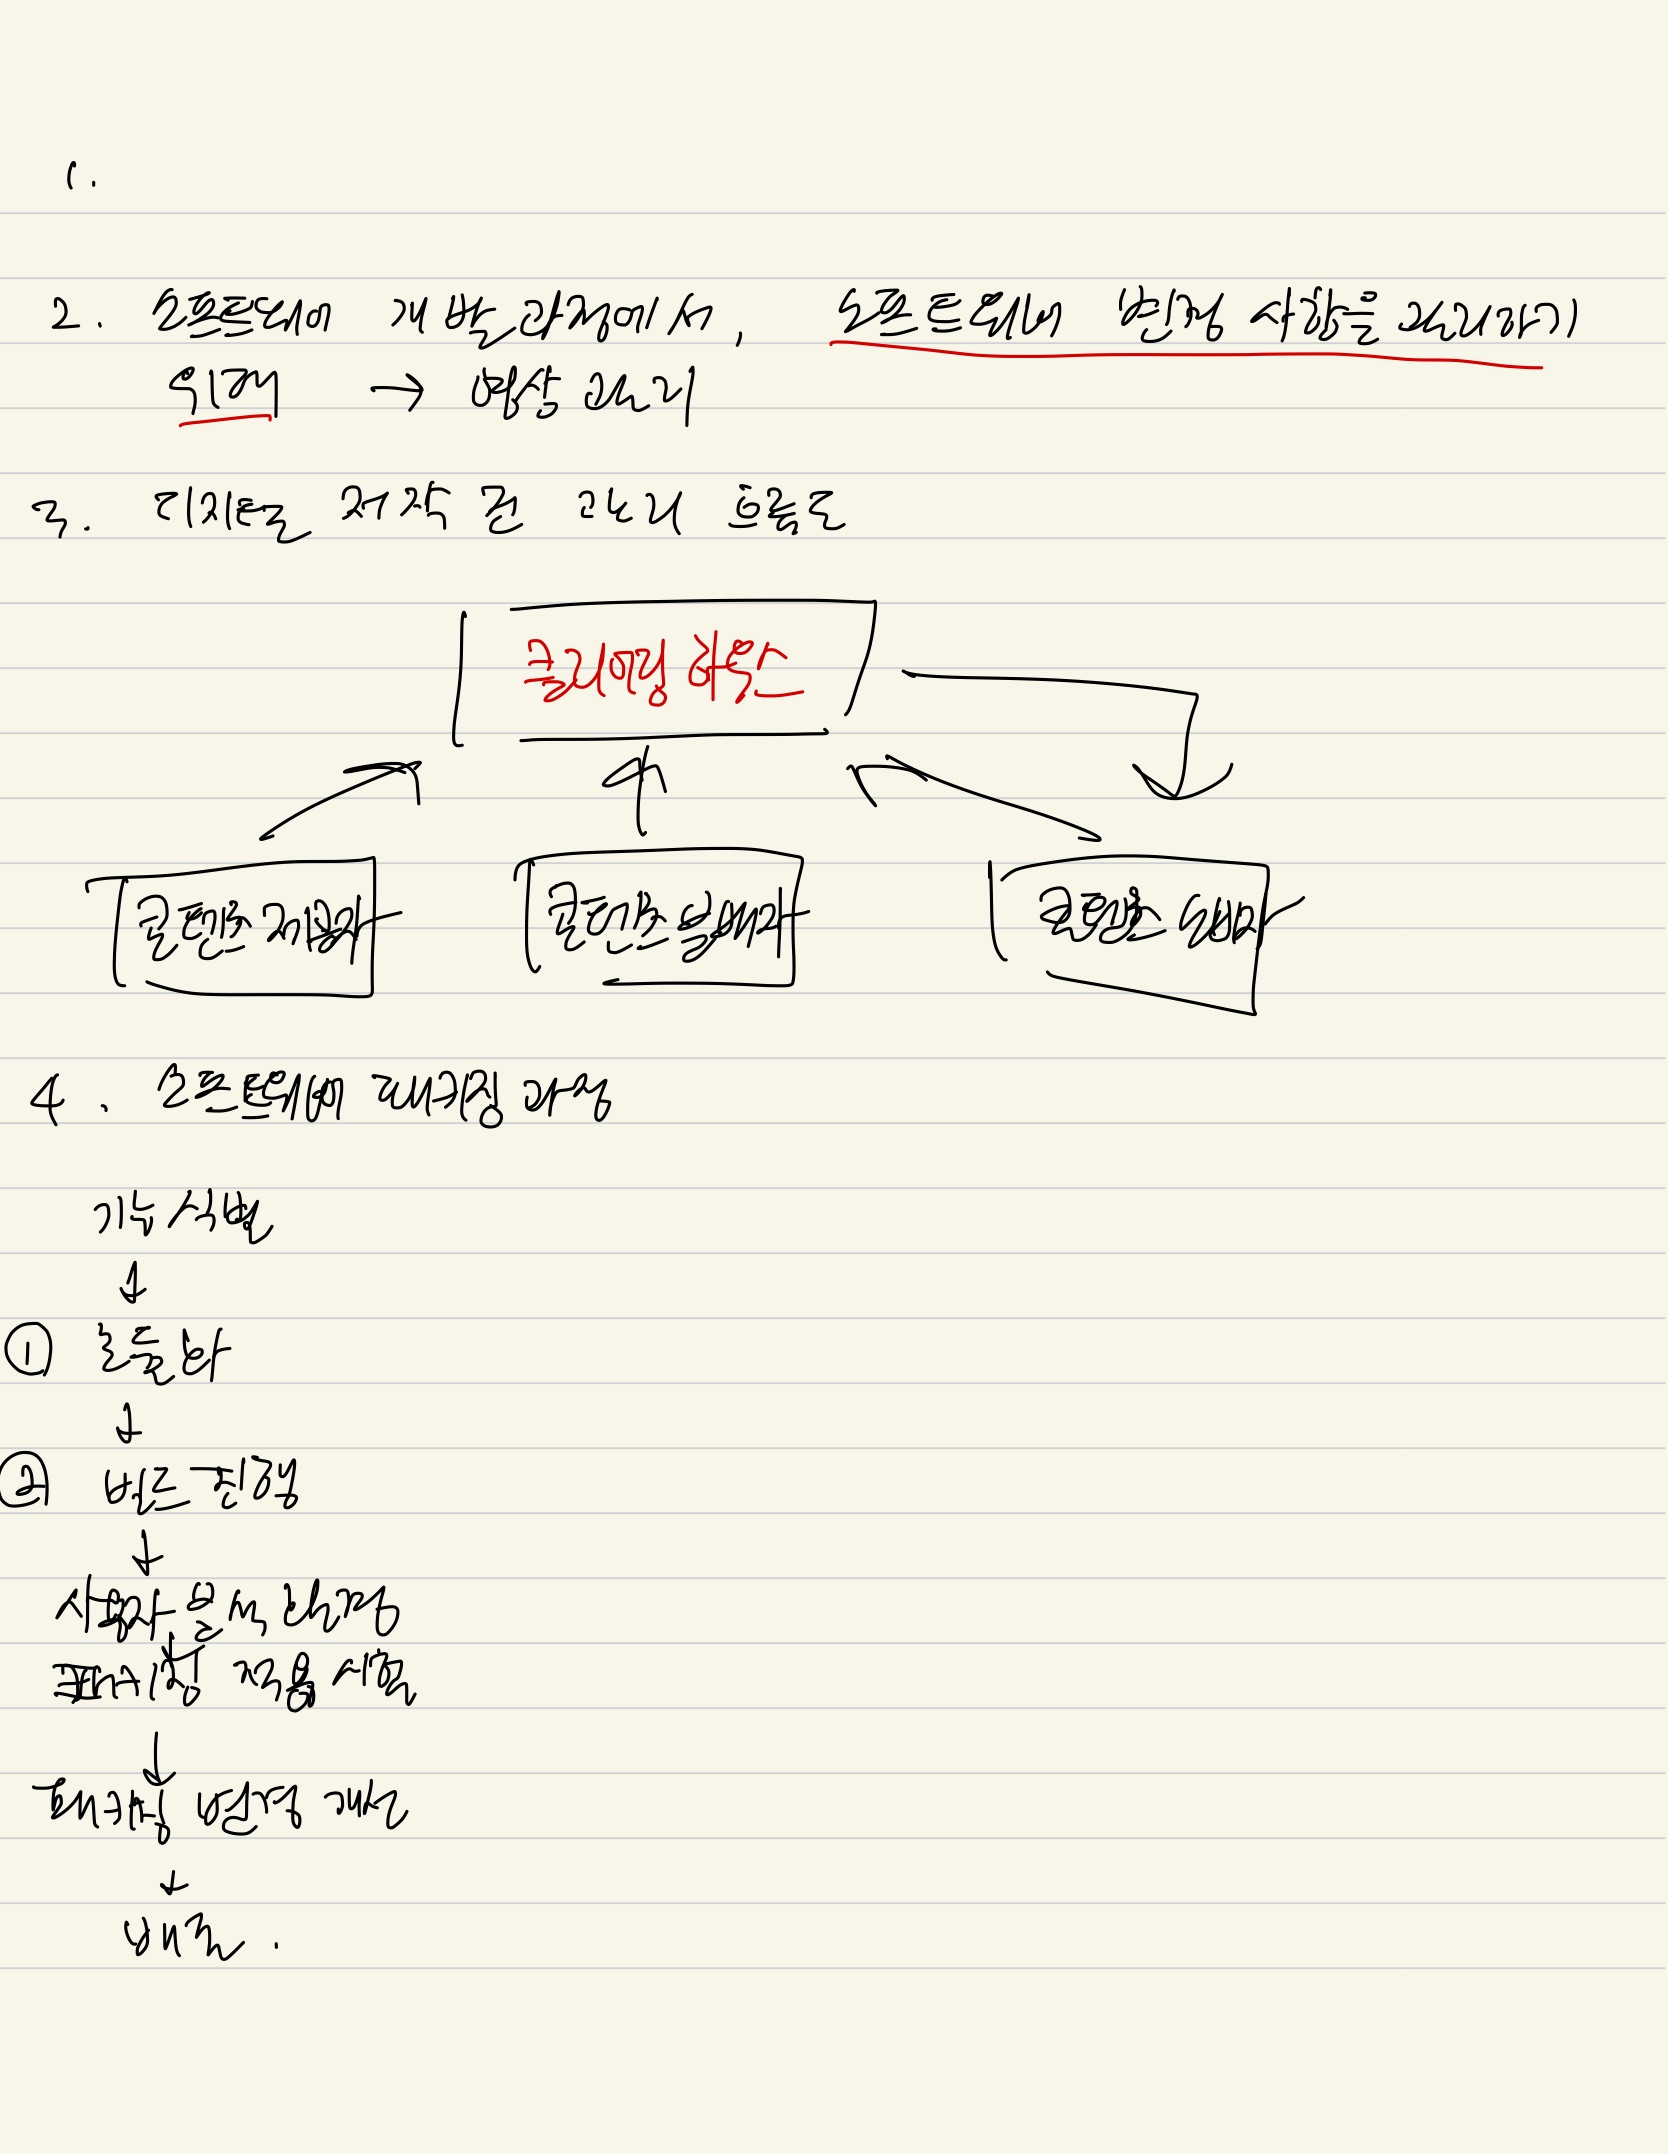 1.
2. 소프트웨어 개발 과정에서, 소프트웨어 변경 사항을 관리하기
위해 → 형상 관리
3. 디지털 저작권 관리 흐름도
클리어링 하우스
콘텐츠 제공자 콘텐츠 분배자 콘텐츠 소비자
4. 소프트웨어 패키징 과정
기능 식별
↓
① 모듈화
↓
② 빌드 진행
↓
사용자 분석
패키징 적용 시험
↓
패키징 변경 개선
↓
배포.